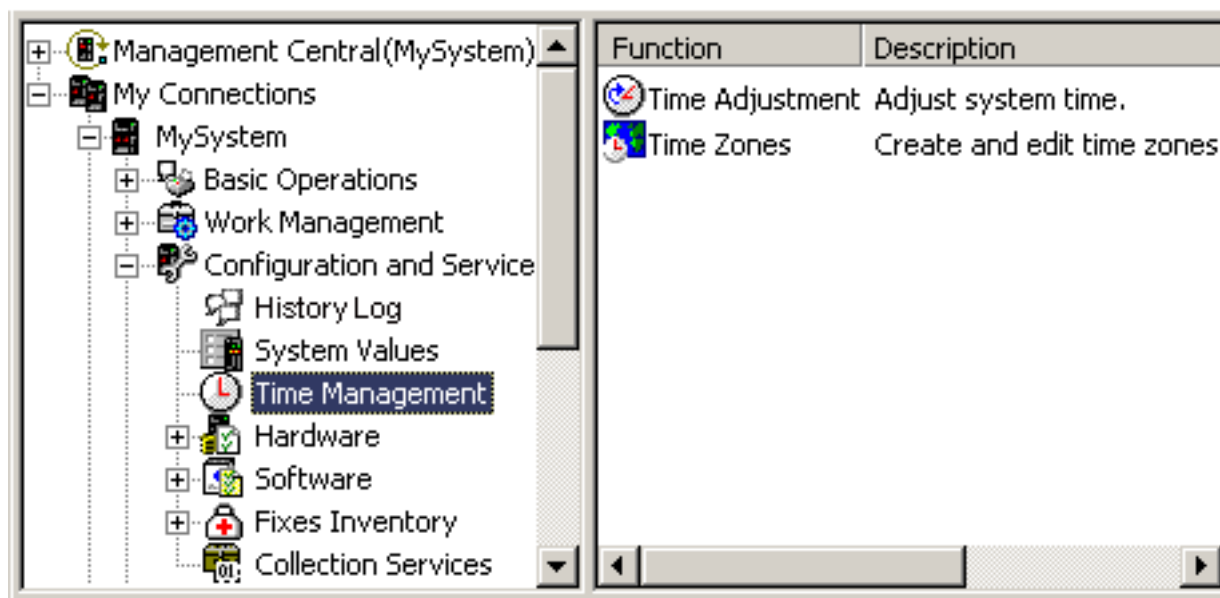 Management Central(MySystem)
My Connections
MySystem
Basic Operations
Work Management
Configuration and Service
History Log
System Values
Time Management
Hardware
Software
Fixes Inventory
01
Collection Services
Function Description
Time Adjustment Adjust system time.
Time Zones Create and edit time zones